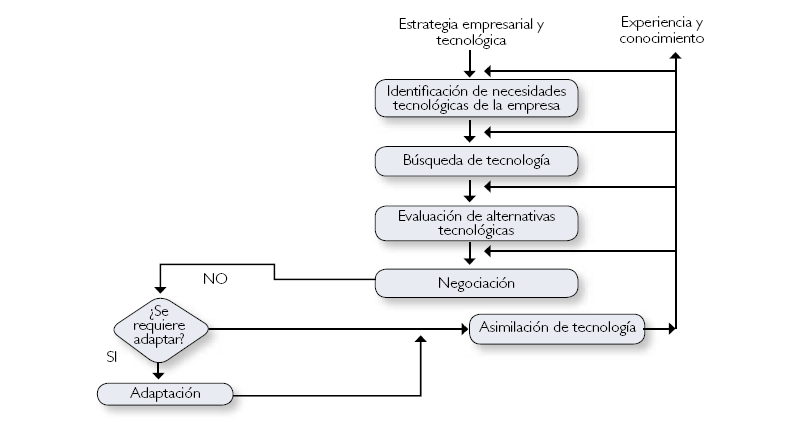 Estrategia empresarial y
tecnológica
Experiencia y
conocimiento
Identificación de necesidades
tecnológicas de la empresa
Búsqueda de tecnología
Evaluación de alternativas
tecnológicas
Negociación
NO
¿Se
requiere
adaptar?
Asimilación de tecnología
SI
Adaptación